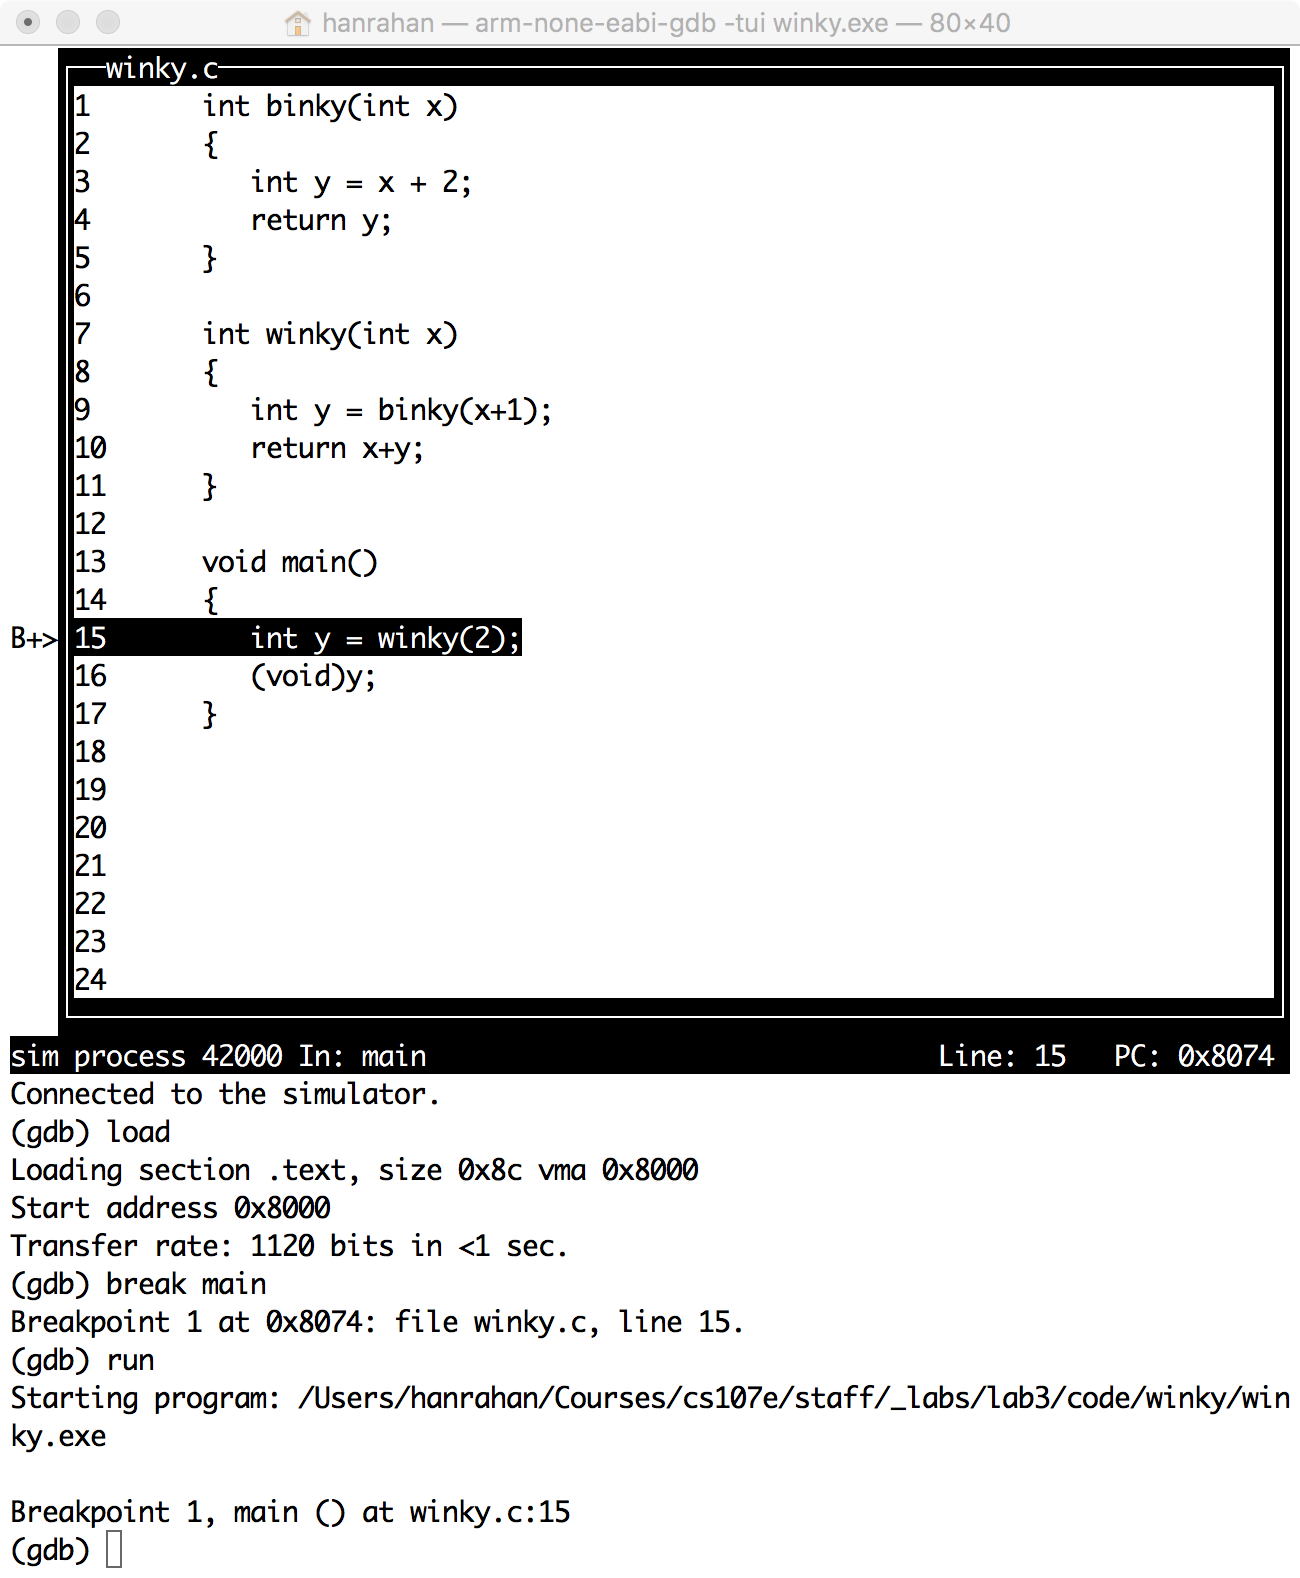 hanrahan — arm-none-eabi-gdb -tui winky.exe — 80×40
winky.c
1 int binky(int x)
2 {
3 int y = x + 2;
4 return y;
5 }
6
7 int winky(int x)
8 {
9 int y = binky(x+1);
10 return x+y;
11 }
12
13 void main()
14 {
B+> 15 int y = winky(2);
16 (void)y;
17 }
18
19
20
21
22
23
24
sim process 42000 In: main Line: 15 PC: 0x8074
Connected to the simulator.
(gdb) load
Loading section .text, size 0x8c vma 0x8000
Start address 0x8000
Transfer rate: 1120 bits in <1 sec.
(gdb) break main
Breakpoint 1 at 0x8074: file winky.c, line 15.
(gdb) run
Starting program: /Users/hanrahan/Courses/cs107e/staff/_labs/lab3/code/winky/win
ky.exe
Breakpoint 1, main () at winky.c:15
(gdb)